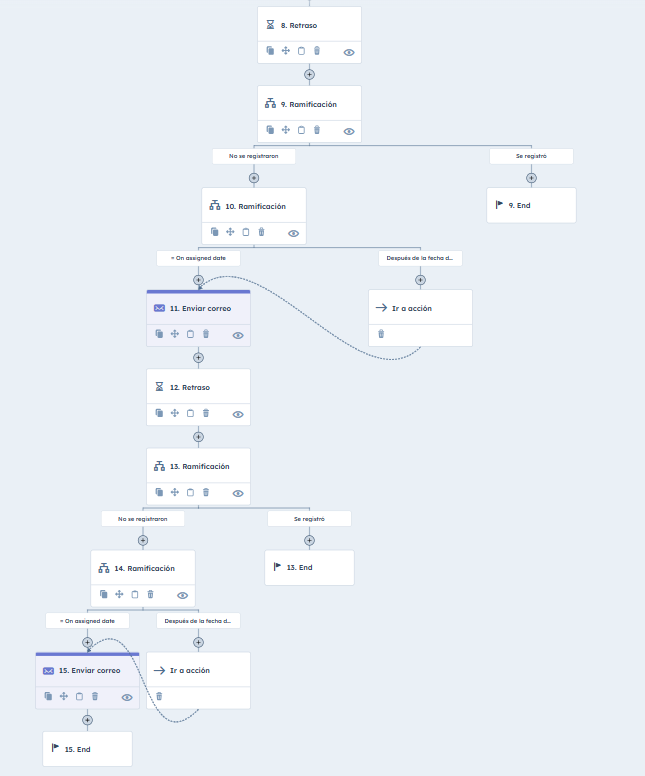 8. Retraso
9. Ramificación
No se registraron
Se registró
10. Ramificación
9. End
= On assigned date
Después de la fecha d...
11. Enviar correo
Ir a acción
12. Retraso
13. Ramificación
No se registraron
Se registró
14. Ramificación
13. End
= On assigned date
Después de la fecha d...
15. Enviar correo
Ir a acción
15. End